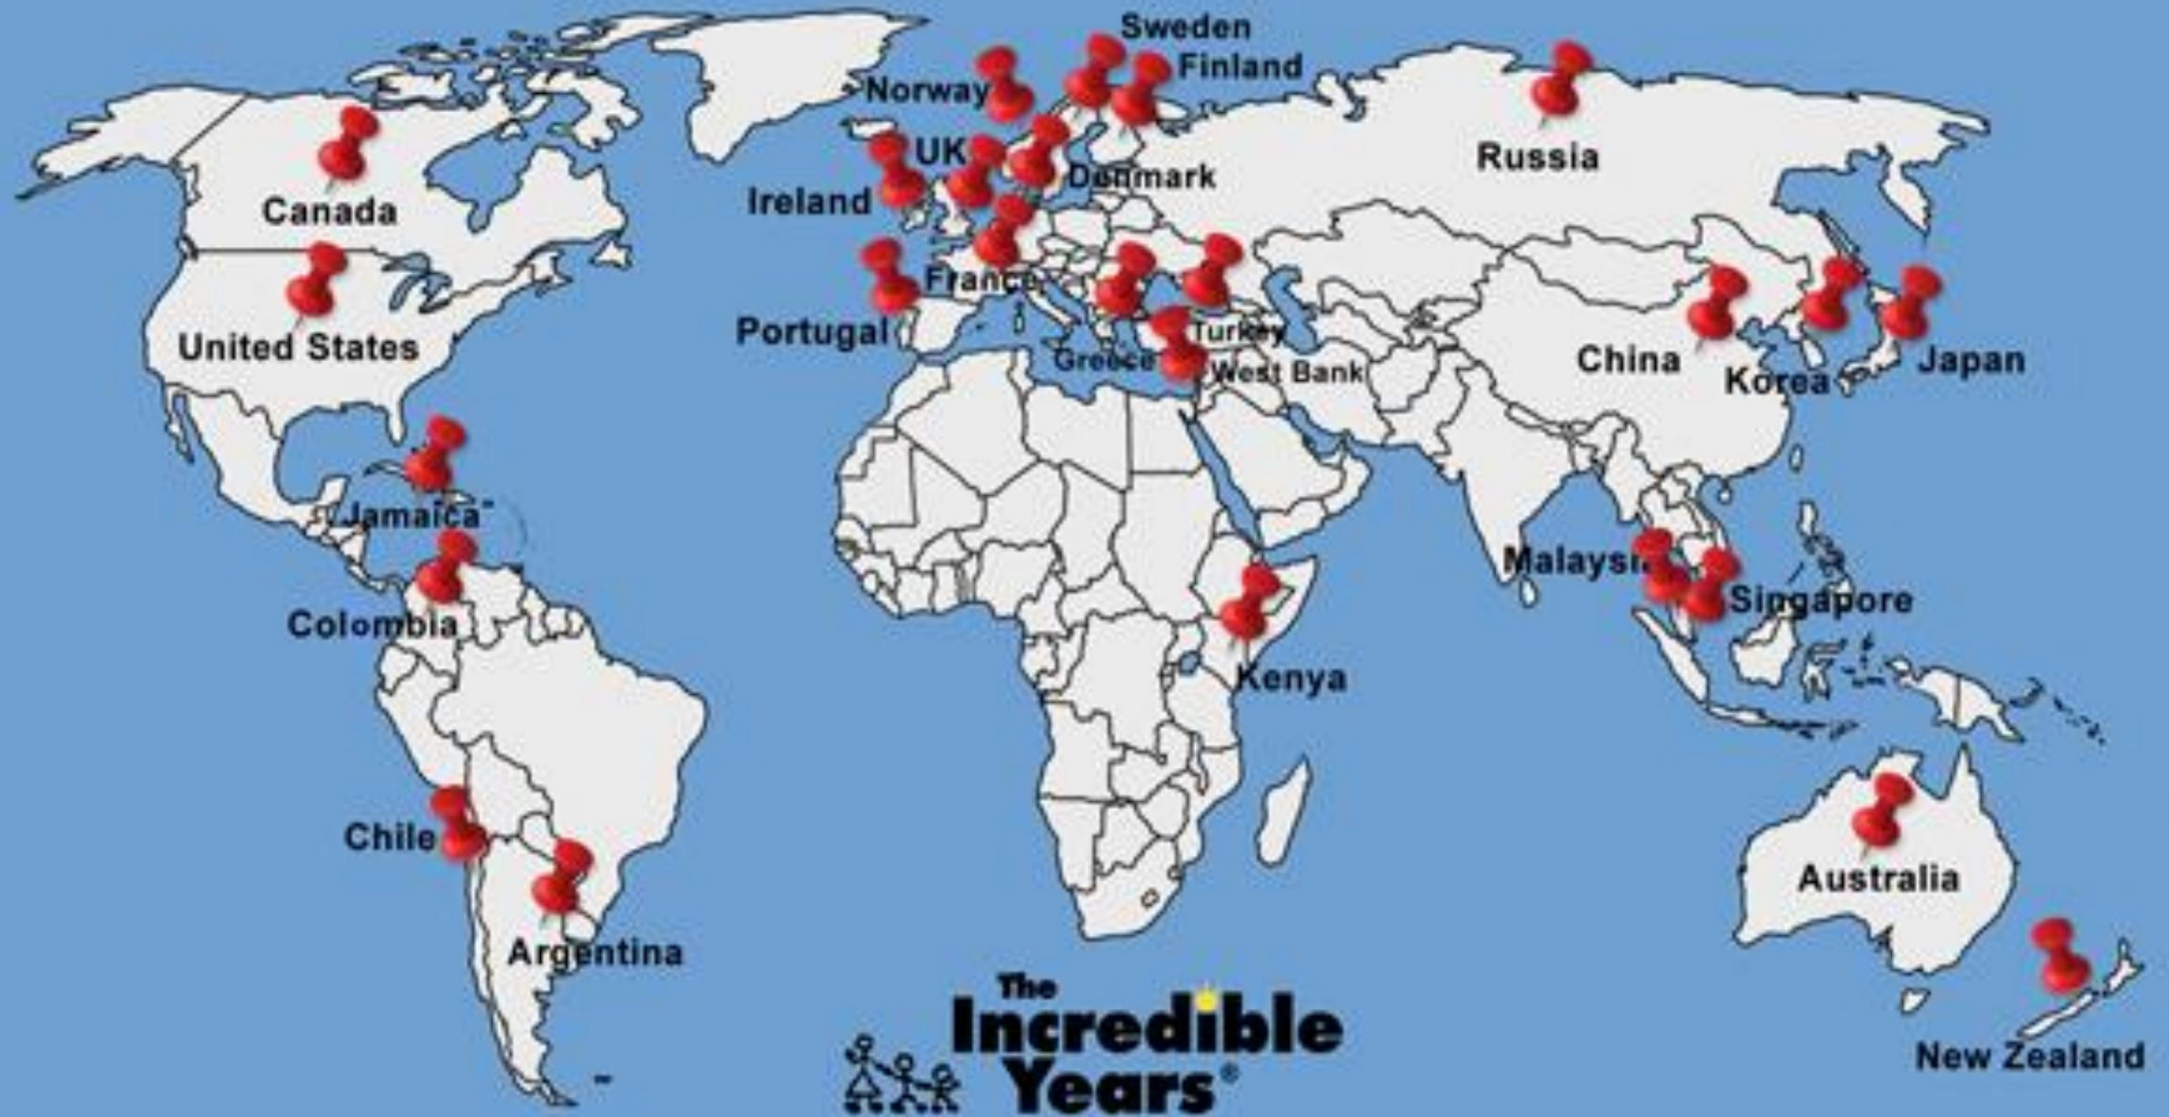 Sweden
Finland
Norway
UK
Denmark
Ireland
Russia
Canada
France
Portugal
Turkey
Greece
West Bank
United States
China
Korea
Japan
Jamaica
Malaysia
Singapore
Colombia
Kenya
Chile
Australia
Argentina
The
Incredible
Years®
New Zealand